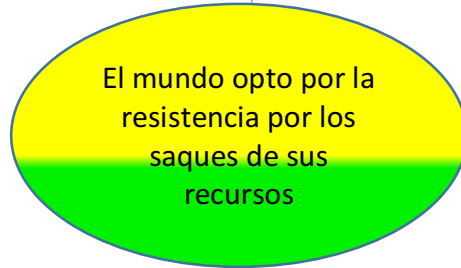 El mundo opto por la
resistencia por los
saques de sus
recursos